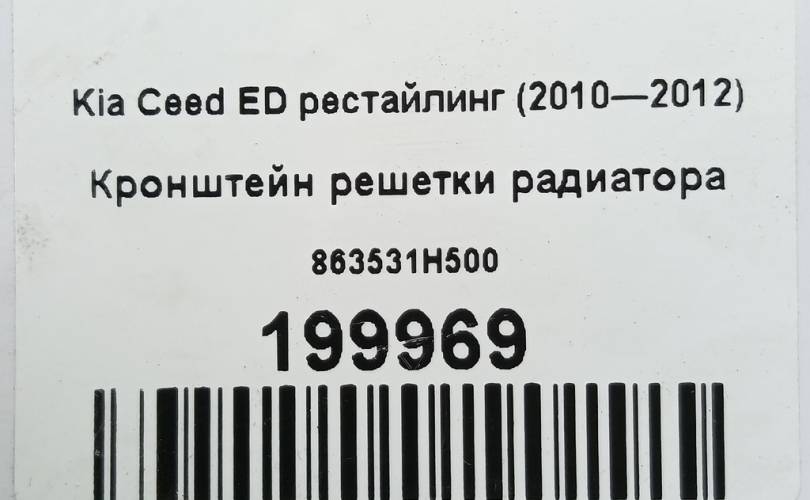 Kia Ceed ED рестайлинг (2010—2012)
Кронштейн решетки радиатора
863531H500
199969